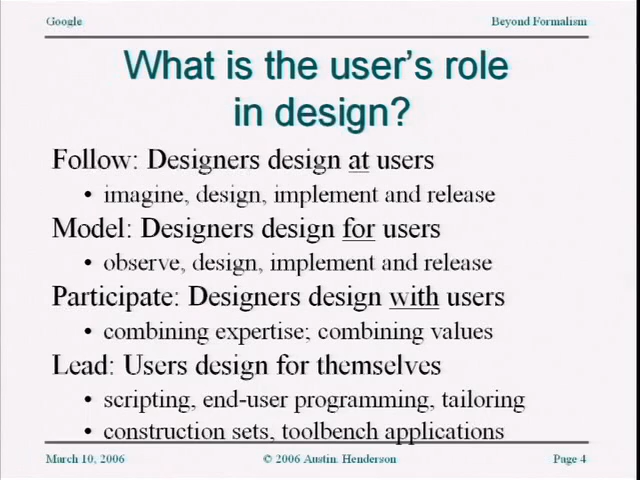 Google Beyond Formalism
What is the user's role
in design?
Follow: Designers design at users
• imagine, design, implement and release
Model: Designers design for users
• observe, design, implement and release
Participate: Designers design with users
• combining expertise; combining values
Lead: Users design for themselves
• scripting, end-user programming, tailoring
• construction sets, toolbench applications
March 10, 2006 © 2006 Austin Henderson Page 4